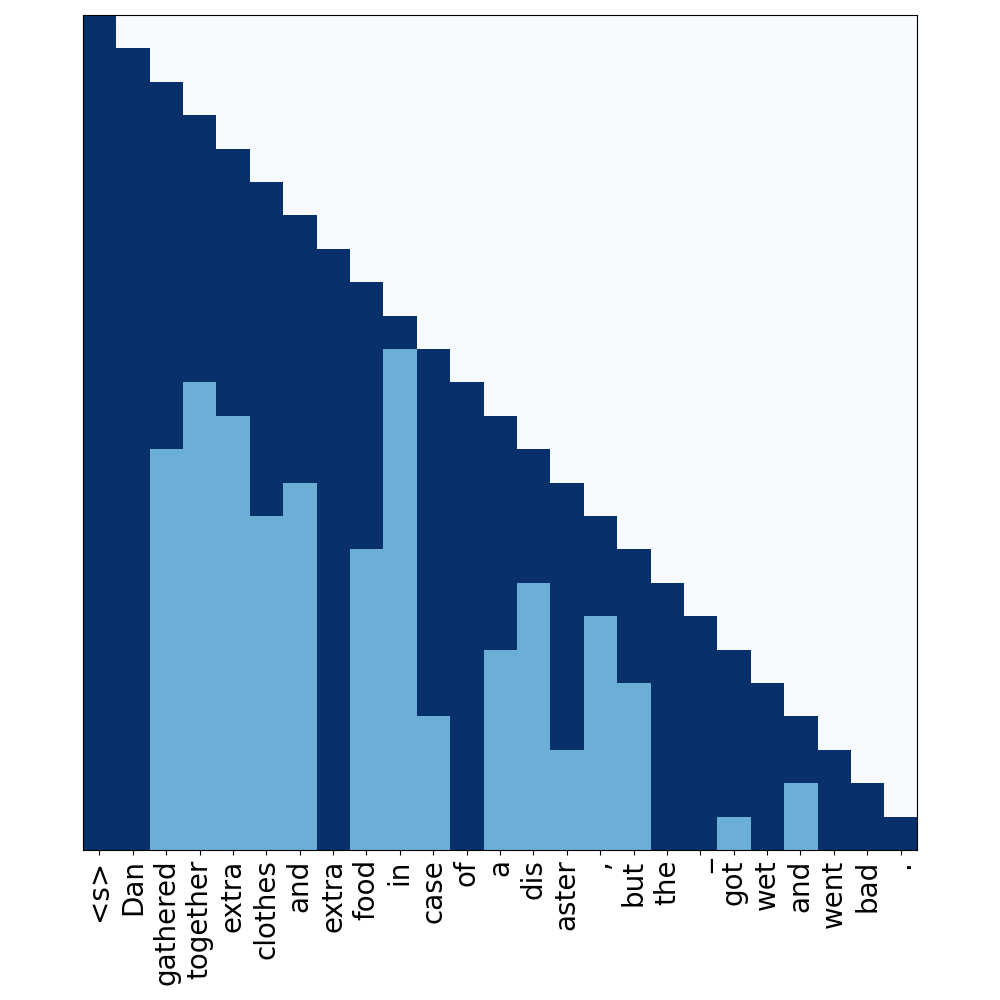 <s>
Dan
gathered
together
extra
clothes
and
extra
food
in
case
of
a
dis
aster
,
but
the
_
got
wet
and
went
bad
.